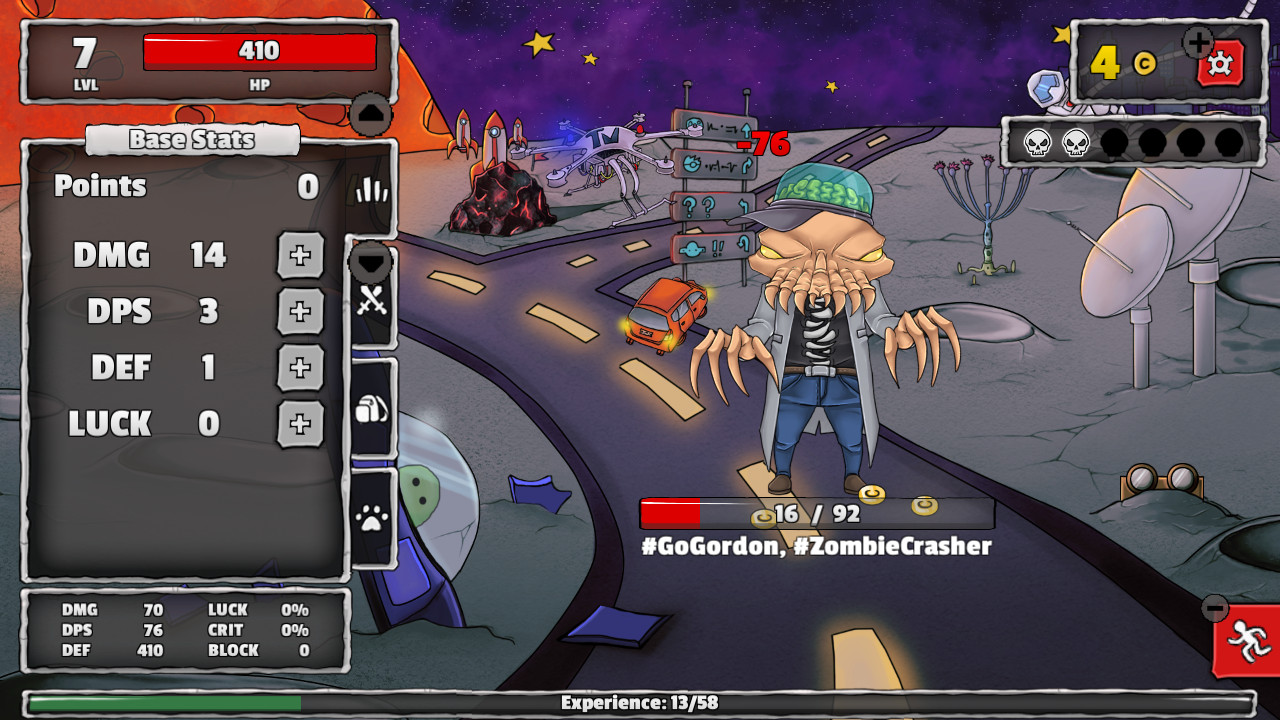 7
LVL
410
HP
4 C
Base Stats
Points 0
DMG 14
DPS 3
DEF 1
LUCK 0
-76
? ?
!!
16 / 92
#GoGordon, #ZombieCrasher
DMG 70 LUCK 0%
DPS 76 CRIT 0%
DEF 410 BLOCK 0
Experience: 13/58